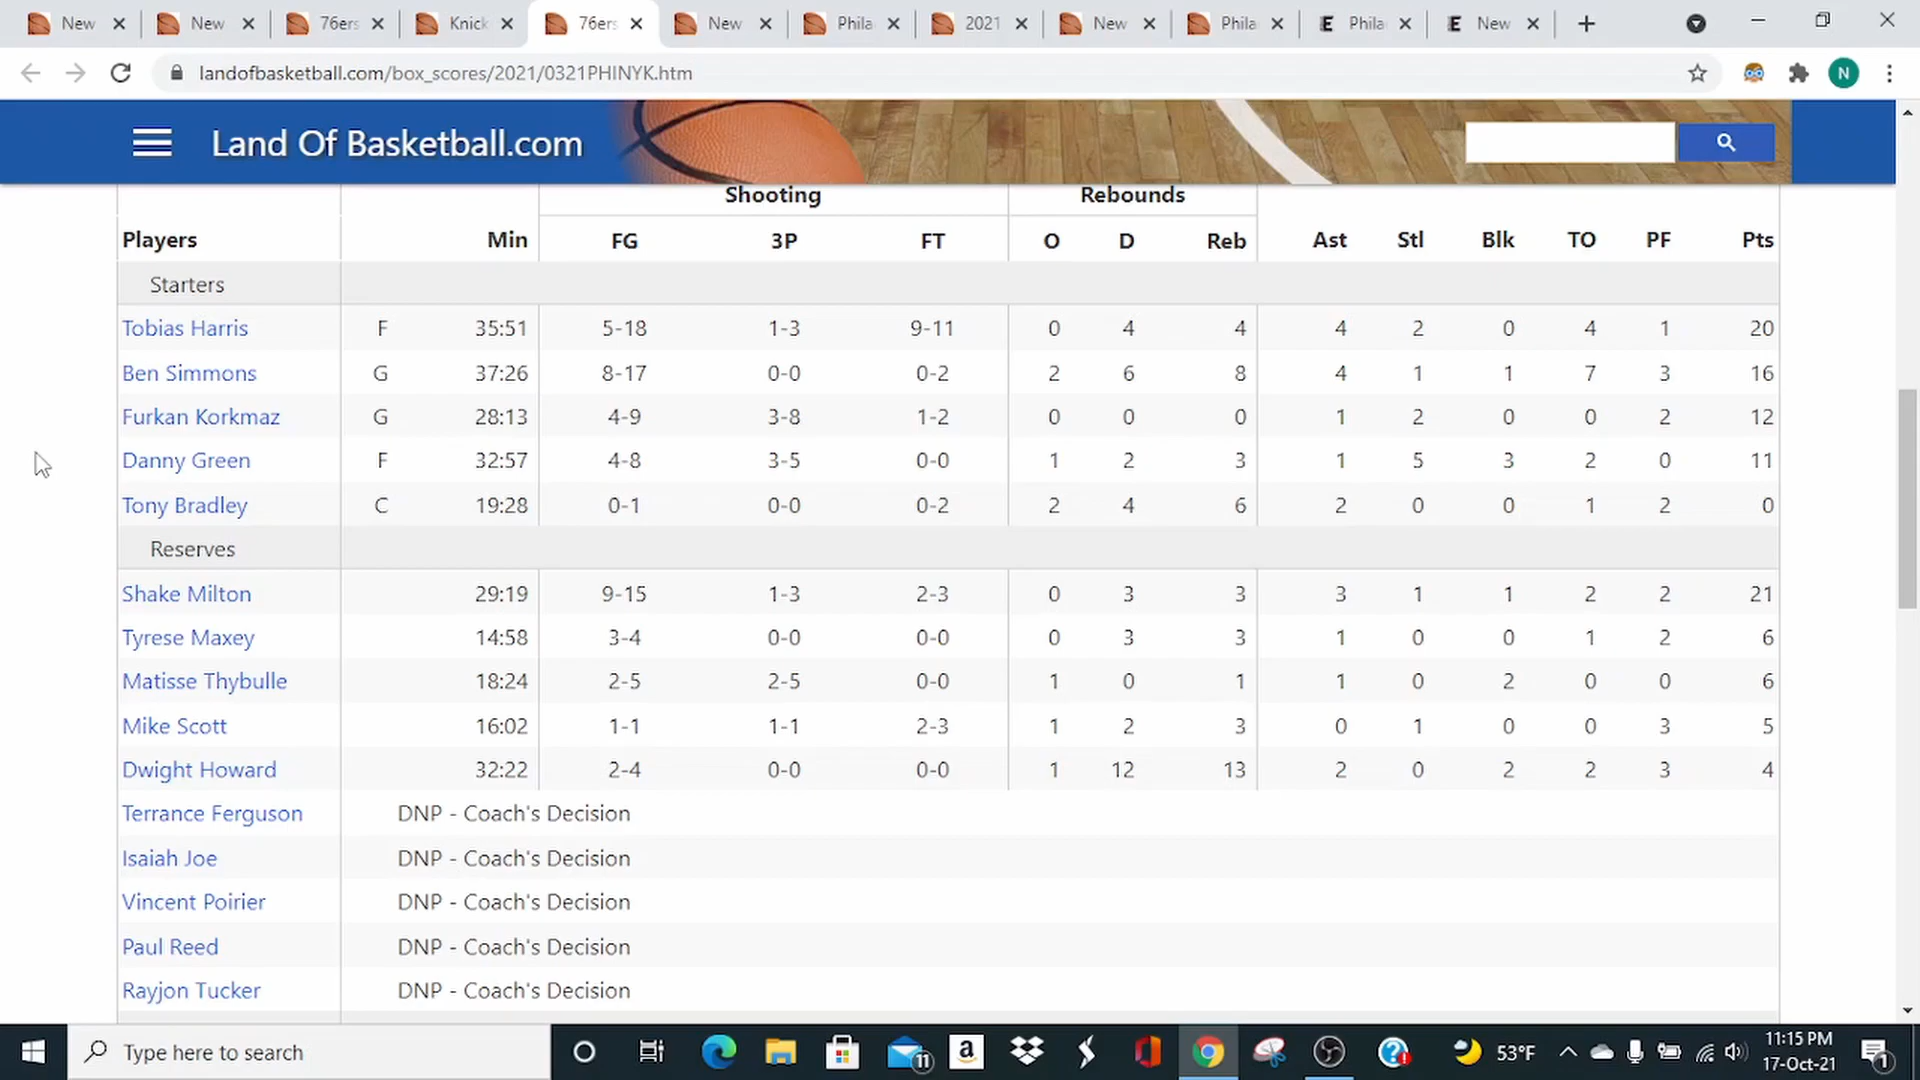 New New 76ers Knick 76ers New Phila 2021 New Phila Phila New
landofbasketball.com/box_scores/2021/0321PHINYK.htm N
Land Of Basketball.com
Shooting Rebounds
Players Min FG 3P FT O D Reb Ast Stl Blk TO PF Pts
Starters
Tobias Harris F 35:51 5-18 1-3 9-11 0 4 4 4 2 0 4 1 20
Ben Simmons G 37:26 8-17 0-0 0-2 2 6 8 4 1 1 7 3 16
Furkan Korkmaz G 28:13 4-9 3-8 1-2 0 0 0 1 2 0 0 2 12
Danny Green F 32:57 4-8 3-5 0-0 1 2 3 1 5 3 2 0 11
Tony Bradley C 19:28 0-1 0-0 0-2 2 4 6 2 0 0 1 2 0
Reserves
Shake Milton 29:19 9-15 1-3 2-3 0 3 3 3 1 1 2 2 21
Tyrese Maxey 14:58 3-4 0-0 0-0 0 3 3 1 0 0 1 2 6
Matisse Thybulle 18:24 2-5 2-5 0-0 1 0 1 1 0 2 0 0 6
Mike Scott 16:02 1-1 1-1 2-3 1 2 3 0 1 0 0 3 5
Dwight Howard 32:22 2-4 0-0 0-0 1 12 13 2 0 2 2 3 4
Terrance Ferguson DNP - Coach's Decision
Isaiah Joe DNP - Coach's Decision
Vincent Poirier DNP - Coach's Decision
Paul Reed DNP - Coach's Decision
Rayjon Tucker DNP - Coach's Decision
Type here to search 11 a 53°F 11:15 PM
17-Oct-21 1